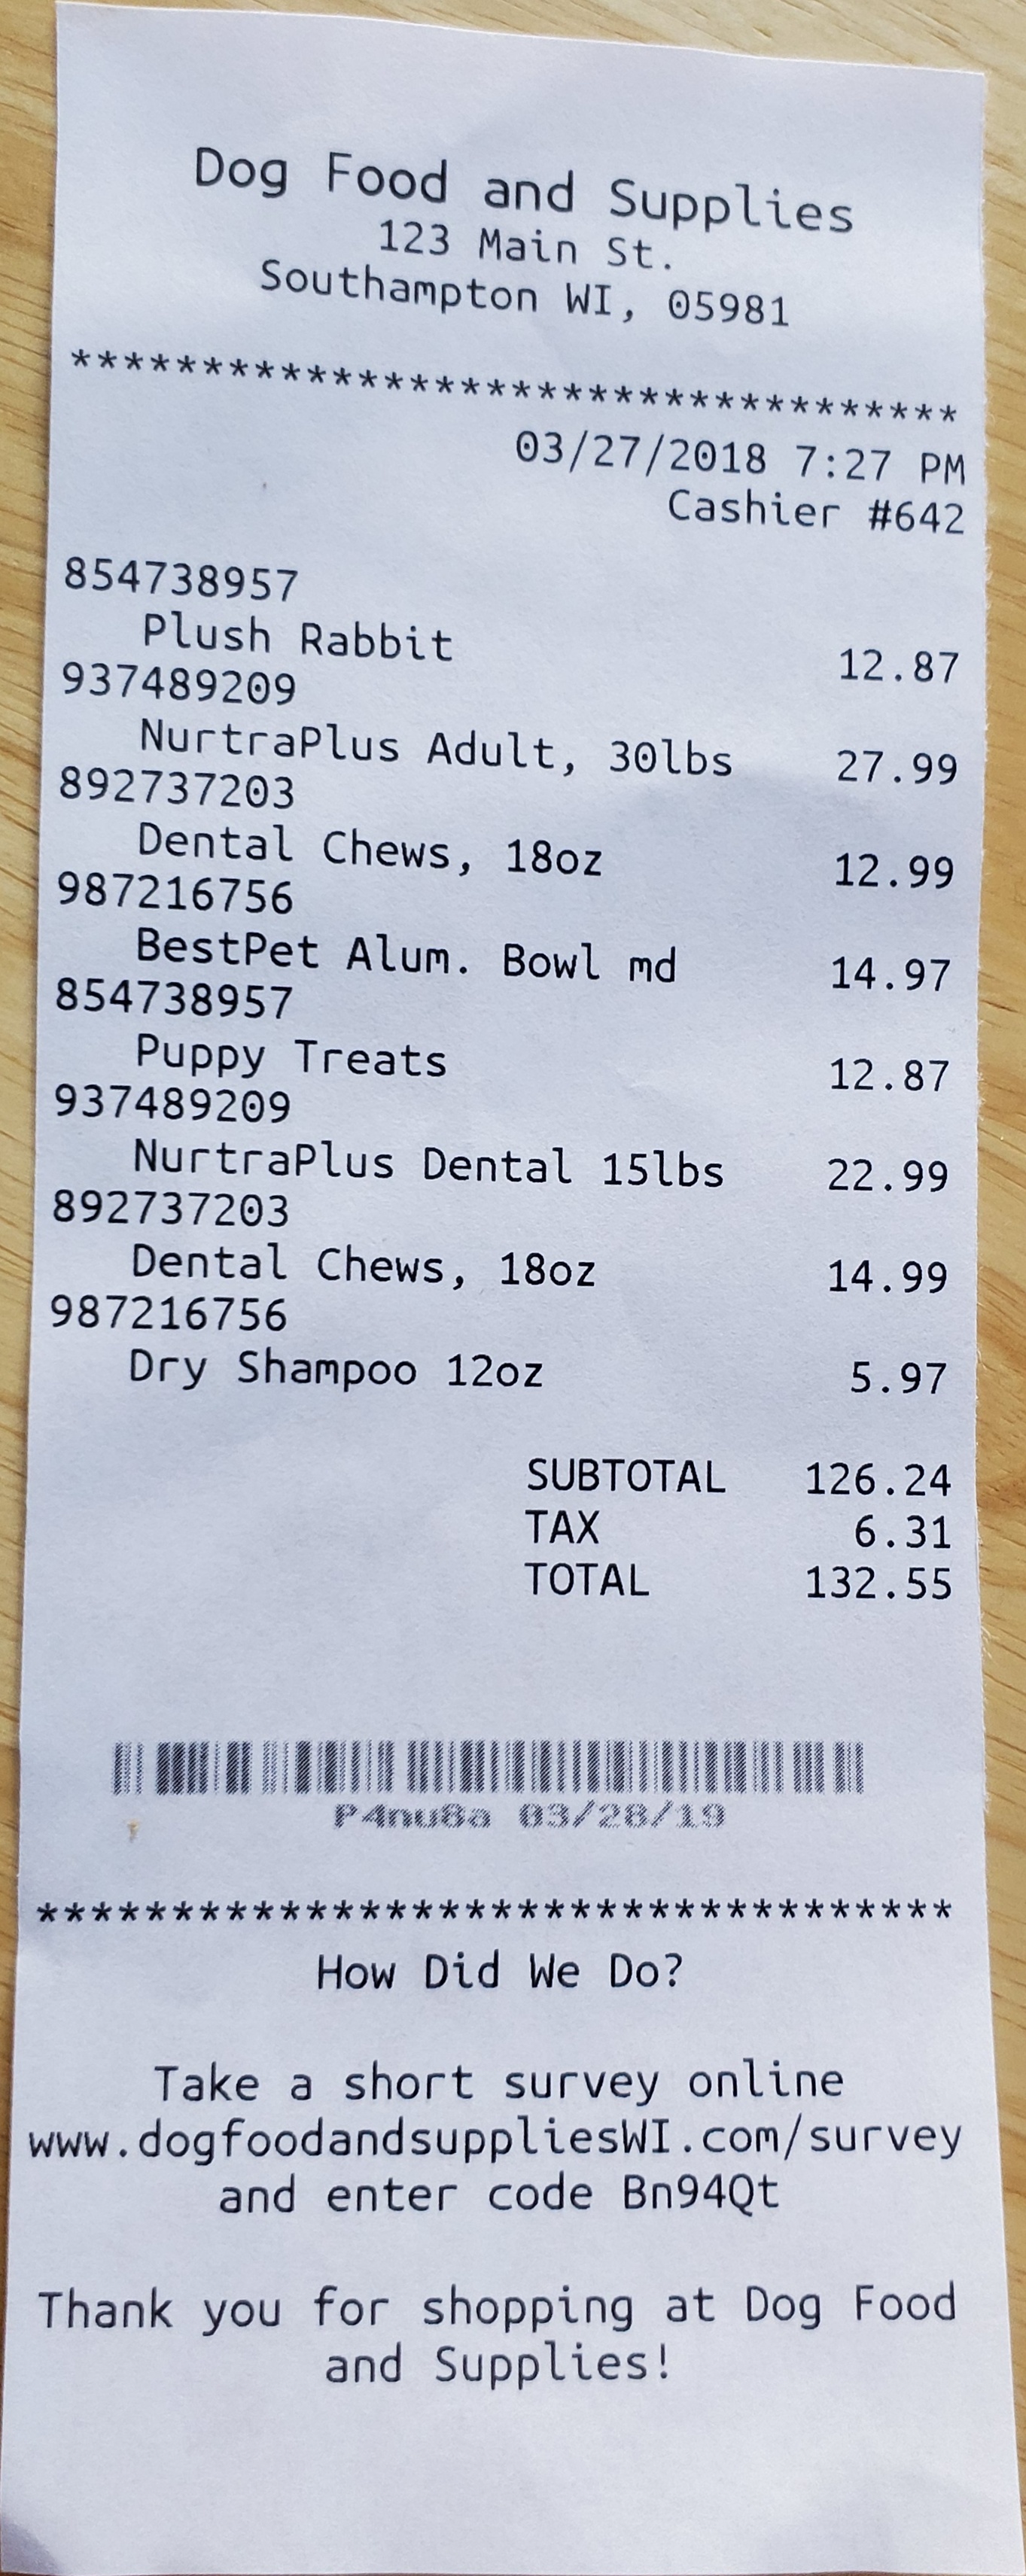 Dog Food and Supplies
123 Main St.
Southampton WI, 05981
***********************************
03/27/2018 7:27 PM
Cashier #642
854738957
Plush Rabbit 12.87
937489209
NurtraPlus Adult, 30lbs 27.99
892737203
Dental Chews, 18oz 12.99
987216756
BestPet Alum. Bowl md 14.97
854738957
Puppy Treats 12.87
937489209
NurtraPlus Dental 15lbs 22.99
892737203
Dental Chews, 18oz 14.99
987216756
Dry Shampoo 12oz 5.97
SUBTOTAL 126.24
TAX 6.31
TOTAL 132.55
P4nu8a 03/28/19
***********************************
How Did We Do?
Take a short survey online
www.dogfoodandsuppliesWI.com/survey
and enter code Bn94Qt
Thank you for shopping at Dog Food
and Supplies!